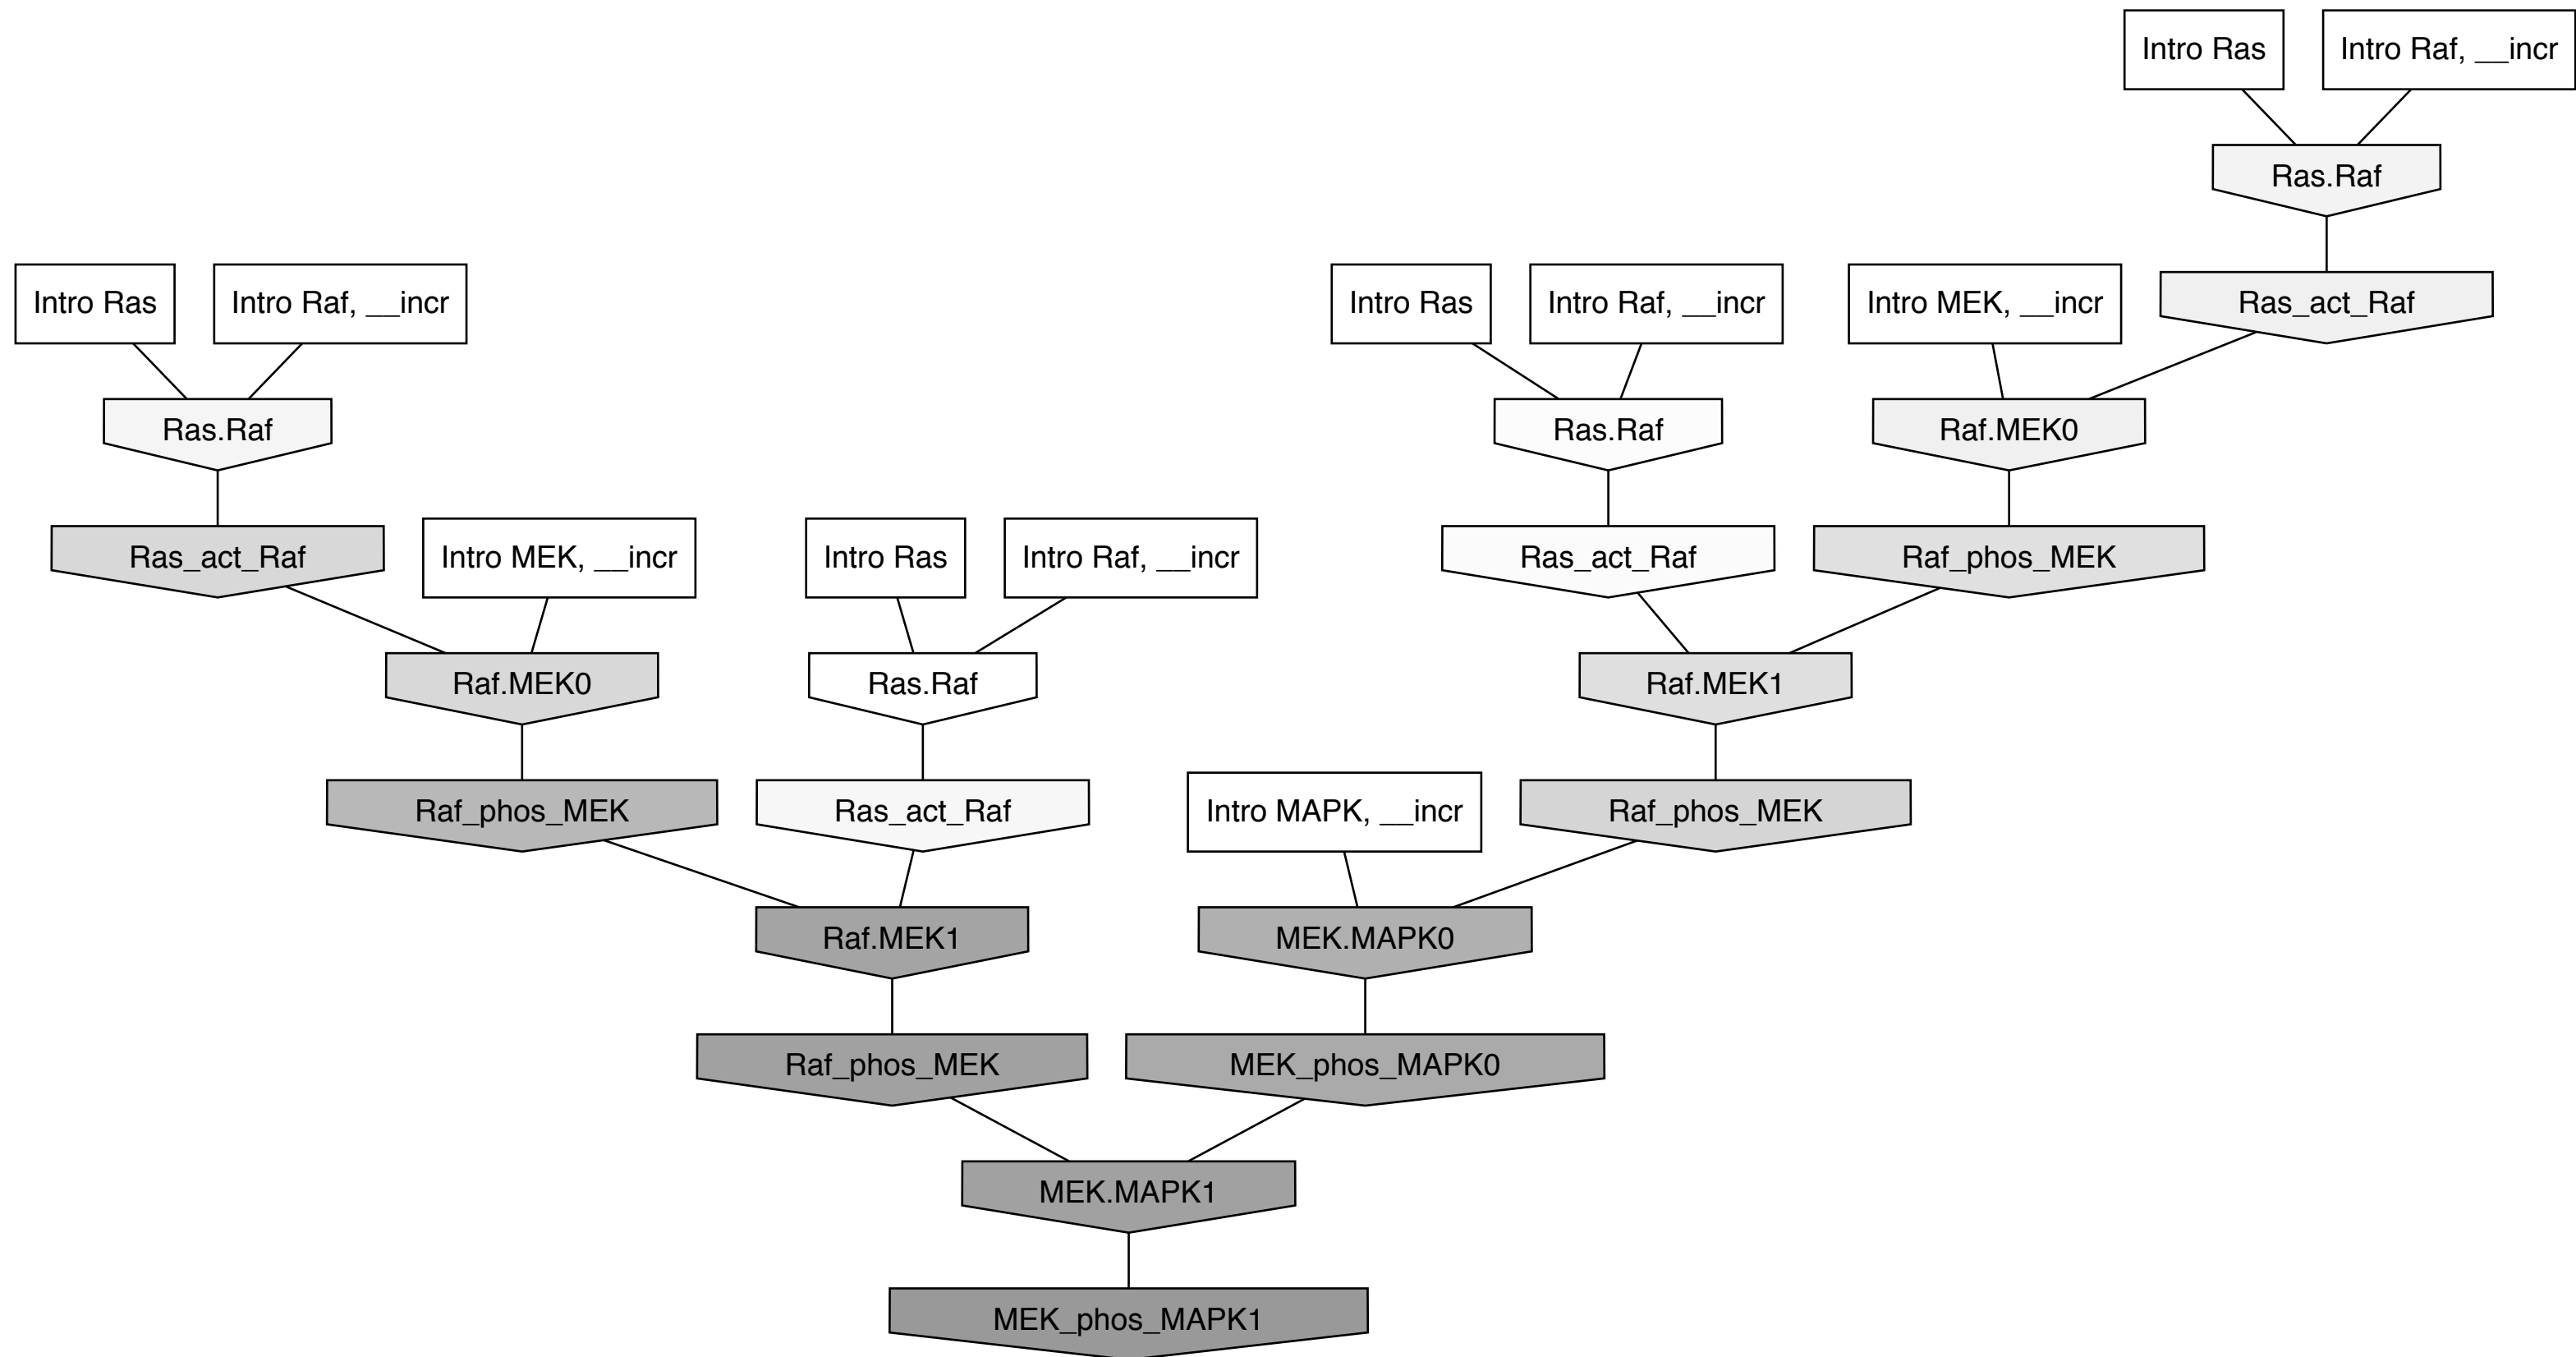 Intro Ras
Intro Raf, __incr
Ras.Raf
Intro Ras
Intro Raf, __incr
Intro Ras
Intro Raf, __incr
Intro MEK, __incr
Ras_act_Raf
Ras.Raf
Ras.Raf
Raf.MEK0
Ras_act_Raf
Intro MEK, __incr
Intro Ras
Intro Raf, __incr
Ras_act_Raf
Raf_phos_MEK
Raf.MEK0
Ras.Raf
Raf.MEK1
Raf_phos_MEK
Ras_act_Raf
Intro MAPK, __incr
Raf_phos_MEK
Raf.MEK1
MEK.MAPK0
Raf_phos_MEK
MEK_phos_MAPK0
MEK.MAPK1
MEK_phos_MAPK1